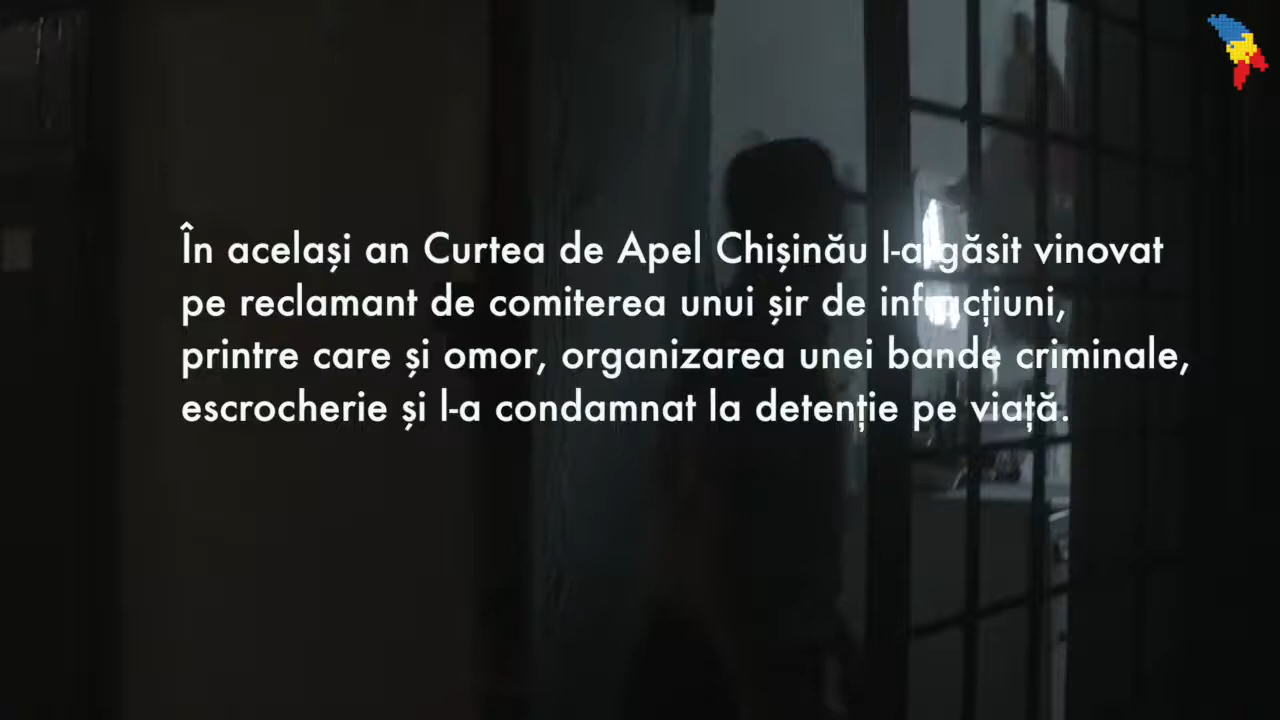 În același an Curtea de Apel Chișinău l-a găsit vinovat
pe reclamant de comiterea unui șir de infracțiuni,
printre care și omor, organizarea unei bande criminale,
escrocherie și l-a condamnat la detenție pe viață.